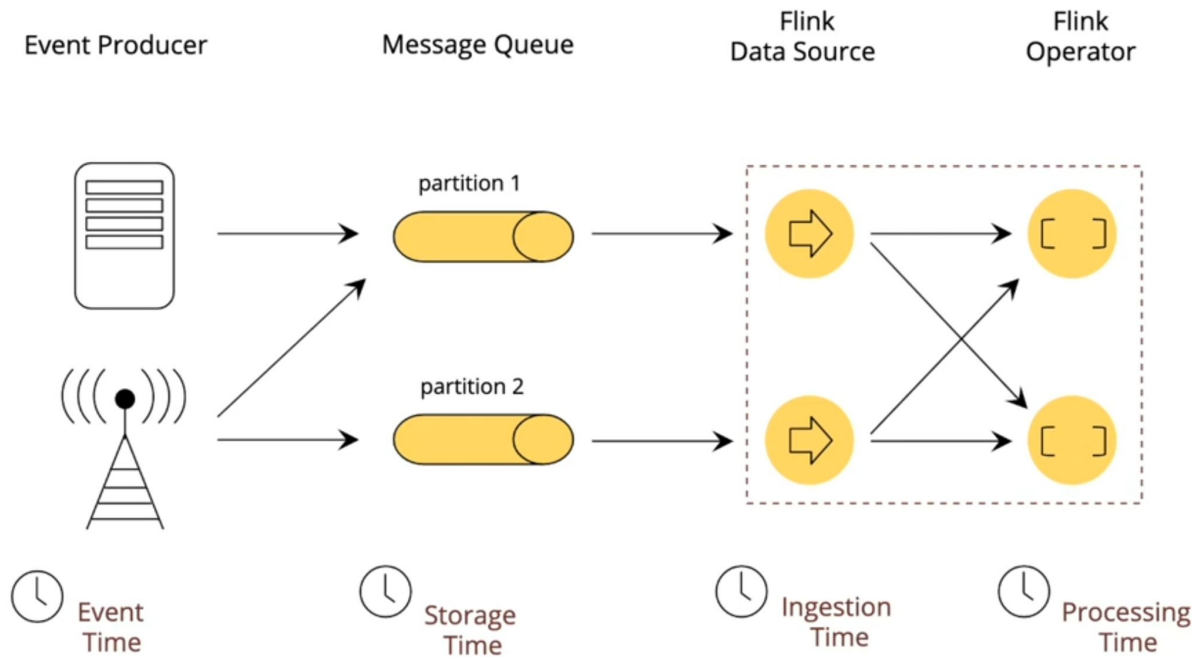 Event Producer
Message Queue
Flink
Data Source
Flink
Operator
partition 1
partition 2
Event
Time
Storage
Time
Ingestion
Time
Processing
Time